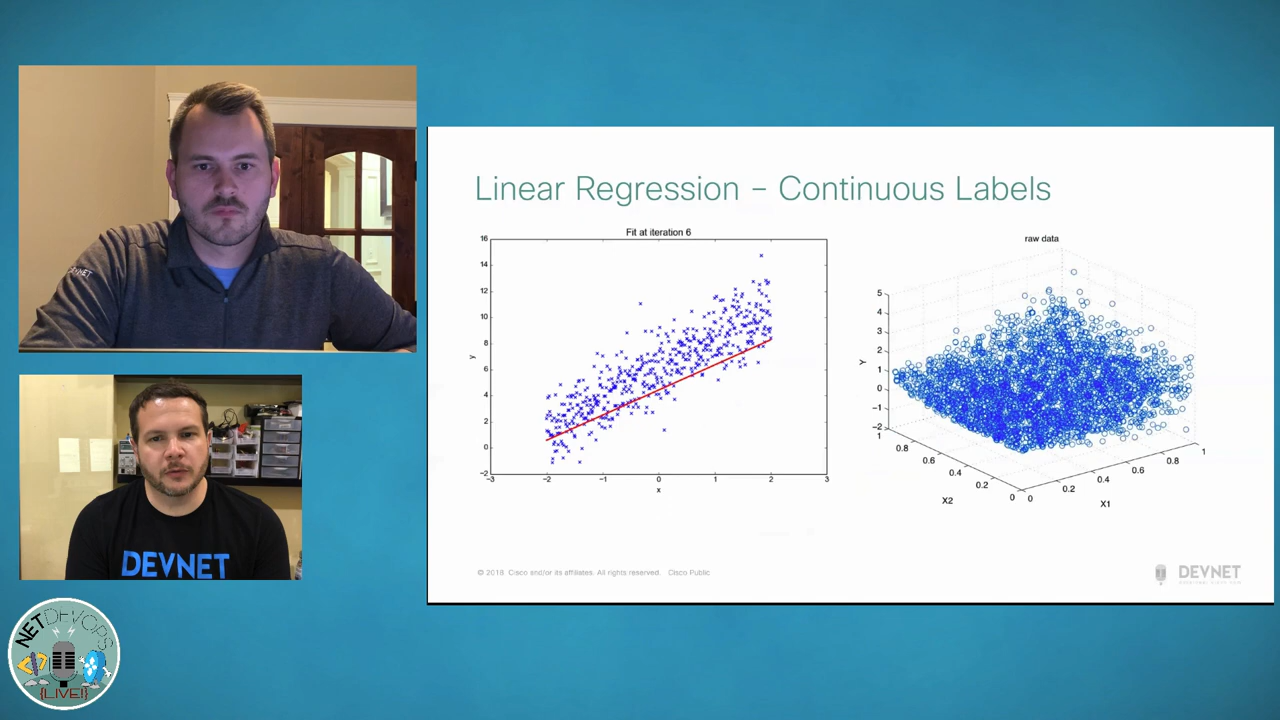 Linear Regression – Continuous Labels
Fit at iteration 6
16
14
12
10
8
6
4
2
0
−2
−3
−2
−1
0
1
2
3
x
y
raw data
5
4
3
2
1
0
−1
−2
Y
1
0.8
0.6
0.4
0.2
0
X2
0
0.2
0.4
0.6
0.8
1
X1
© 2018 Cisco and/or its affiliates. All rights reserved. Cisco Public
DEVNET
DEVNET
NETDEVOPS
{LIVE!}